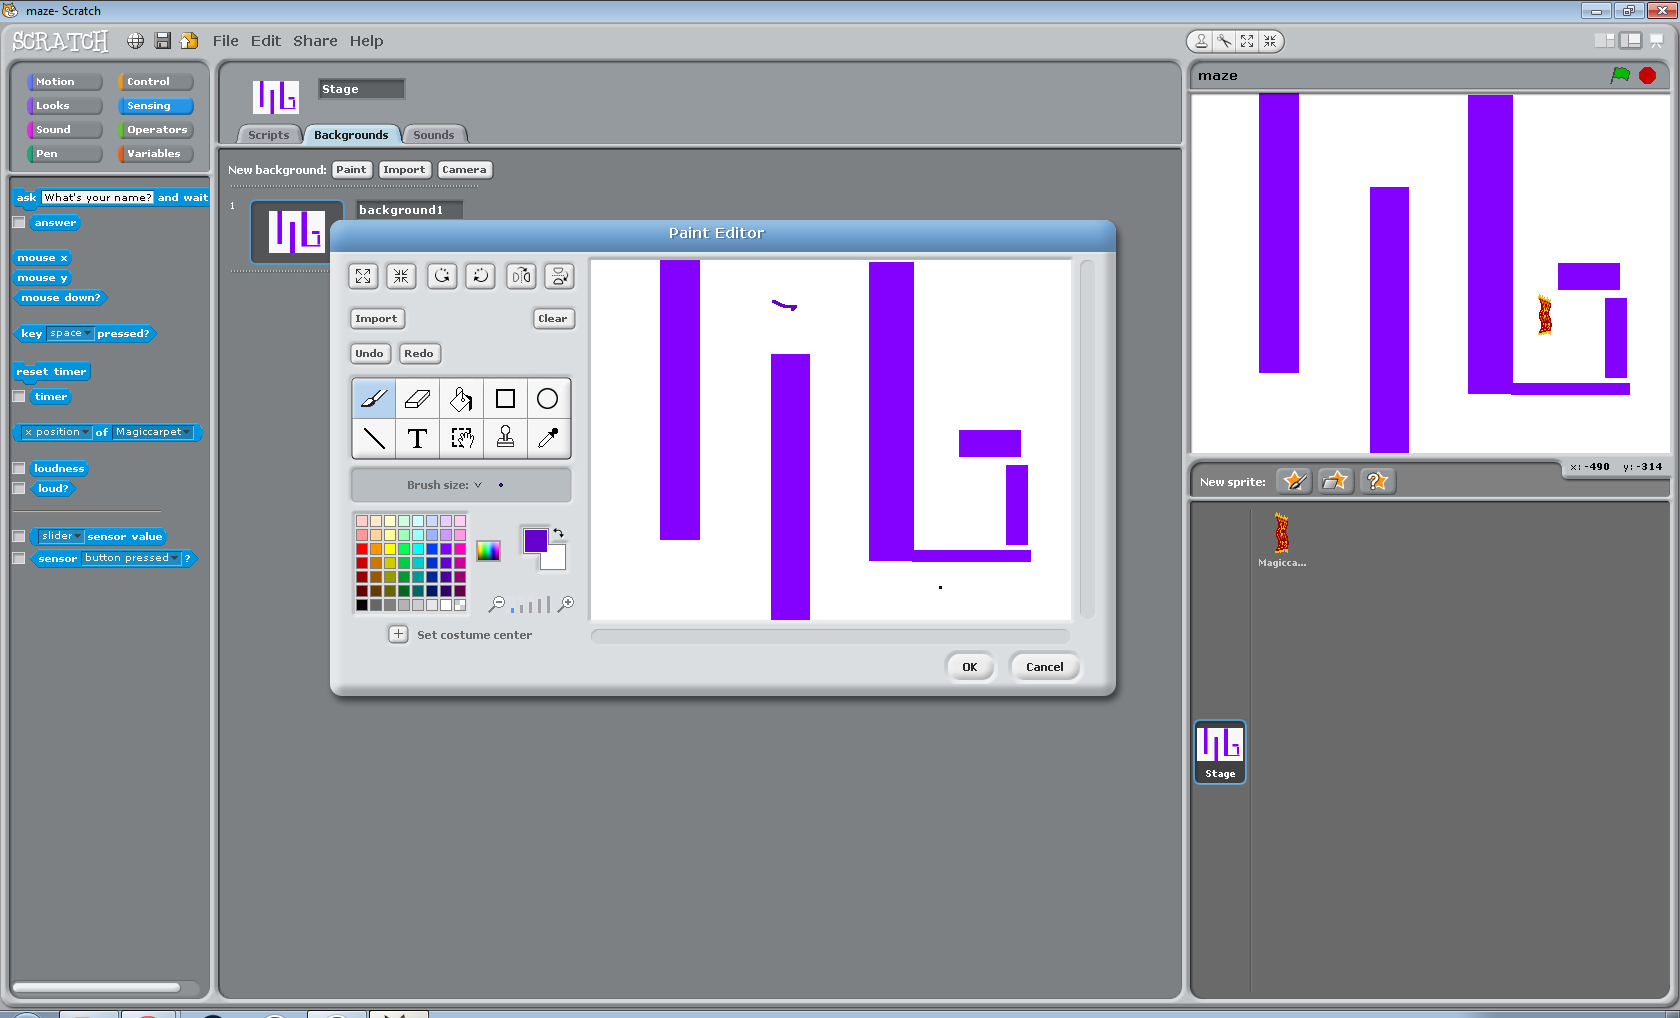 maze- Scratch
SCRATCH
File Edit Share Help
Motion Control
Looks Sensing
Sound Operators
Pen Variables
ask What's your name? and wait
answer
mouse x
mouse y
mouse down?
key space pressed?
reset timer
timer
x position of Magiccarpet
loudness
loud?
slider sensor value
sensor button pressed ?
Stage
Scripts Backgrounds Sounds
New background: Paint Import Camera
1 background1
Paint Editor
Import Clear
Undo Redo
T
Brush size:
Set costume center
OK Cancel
maze
x: -490 y: -314
New sprite:
Magicca...
Stage